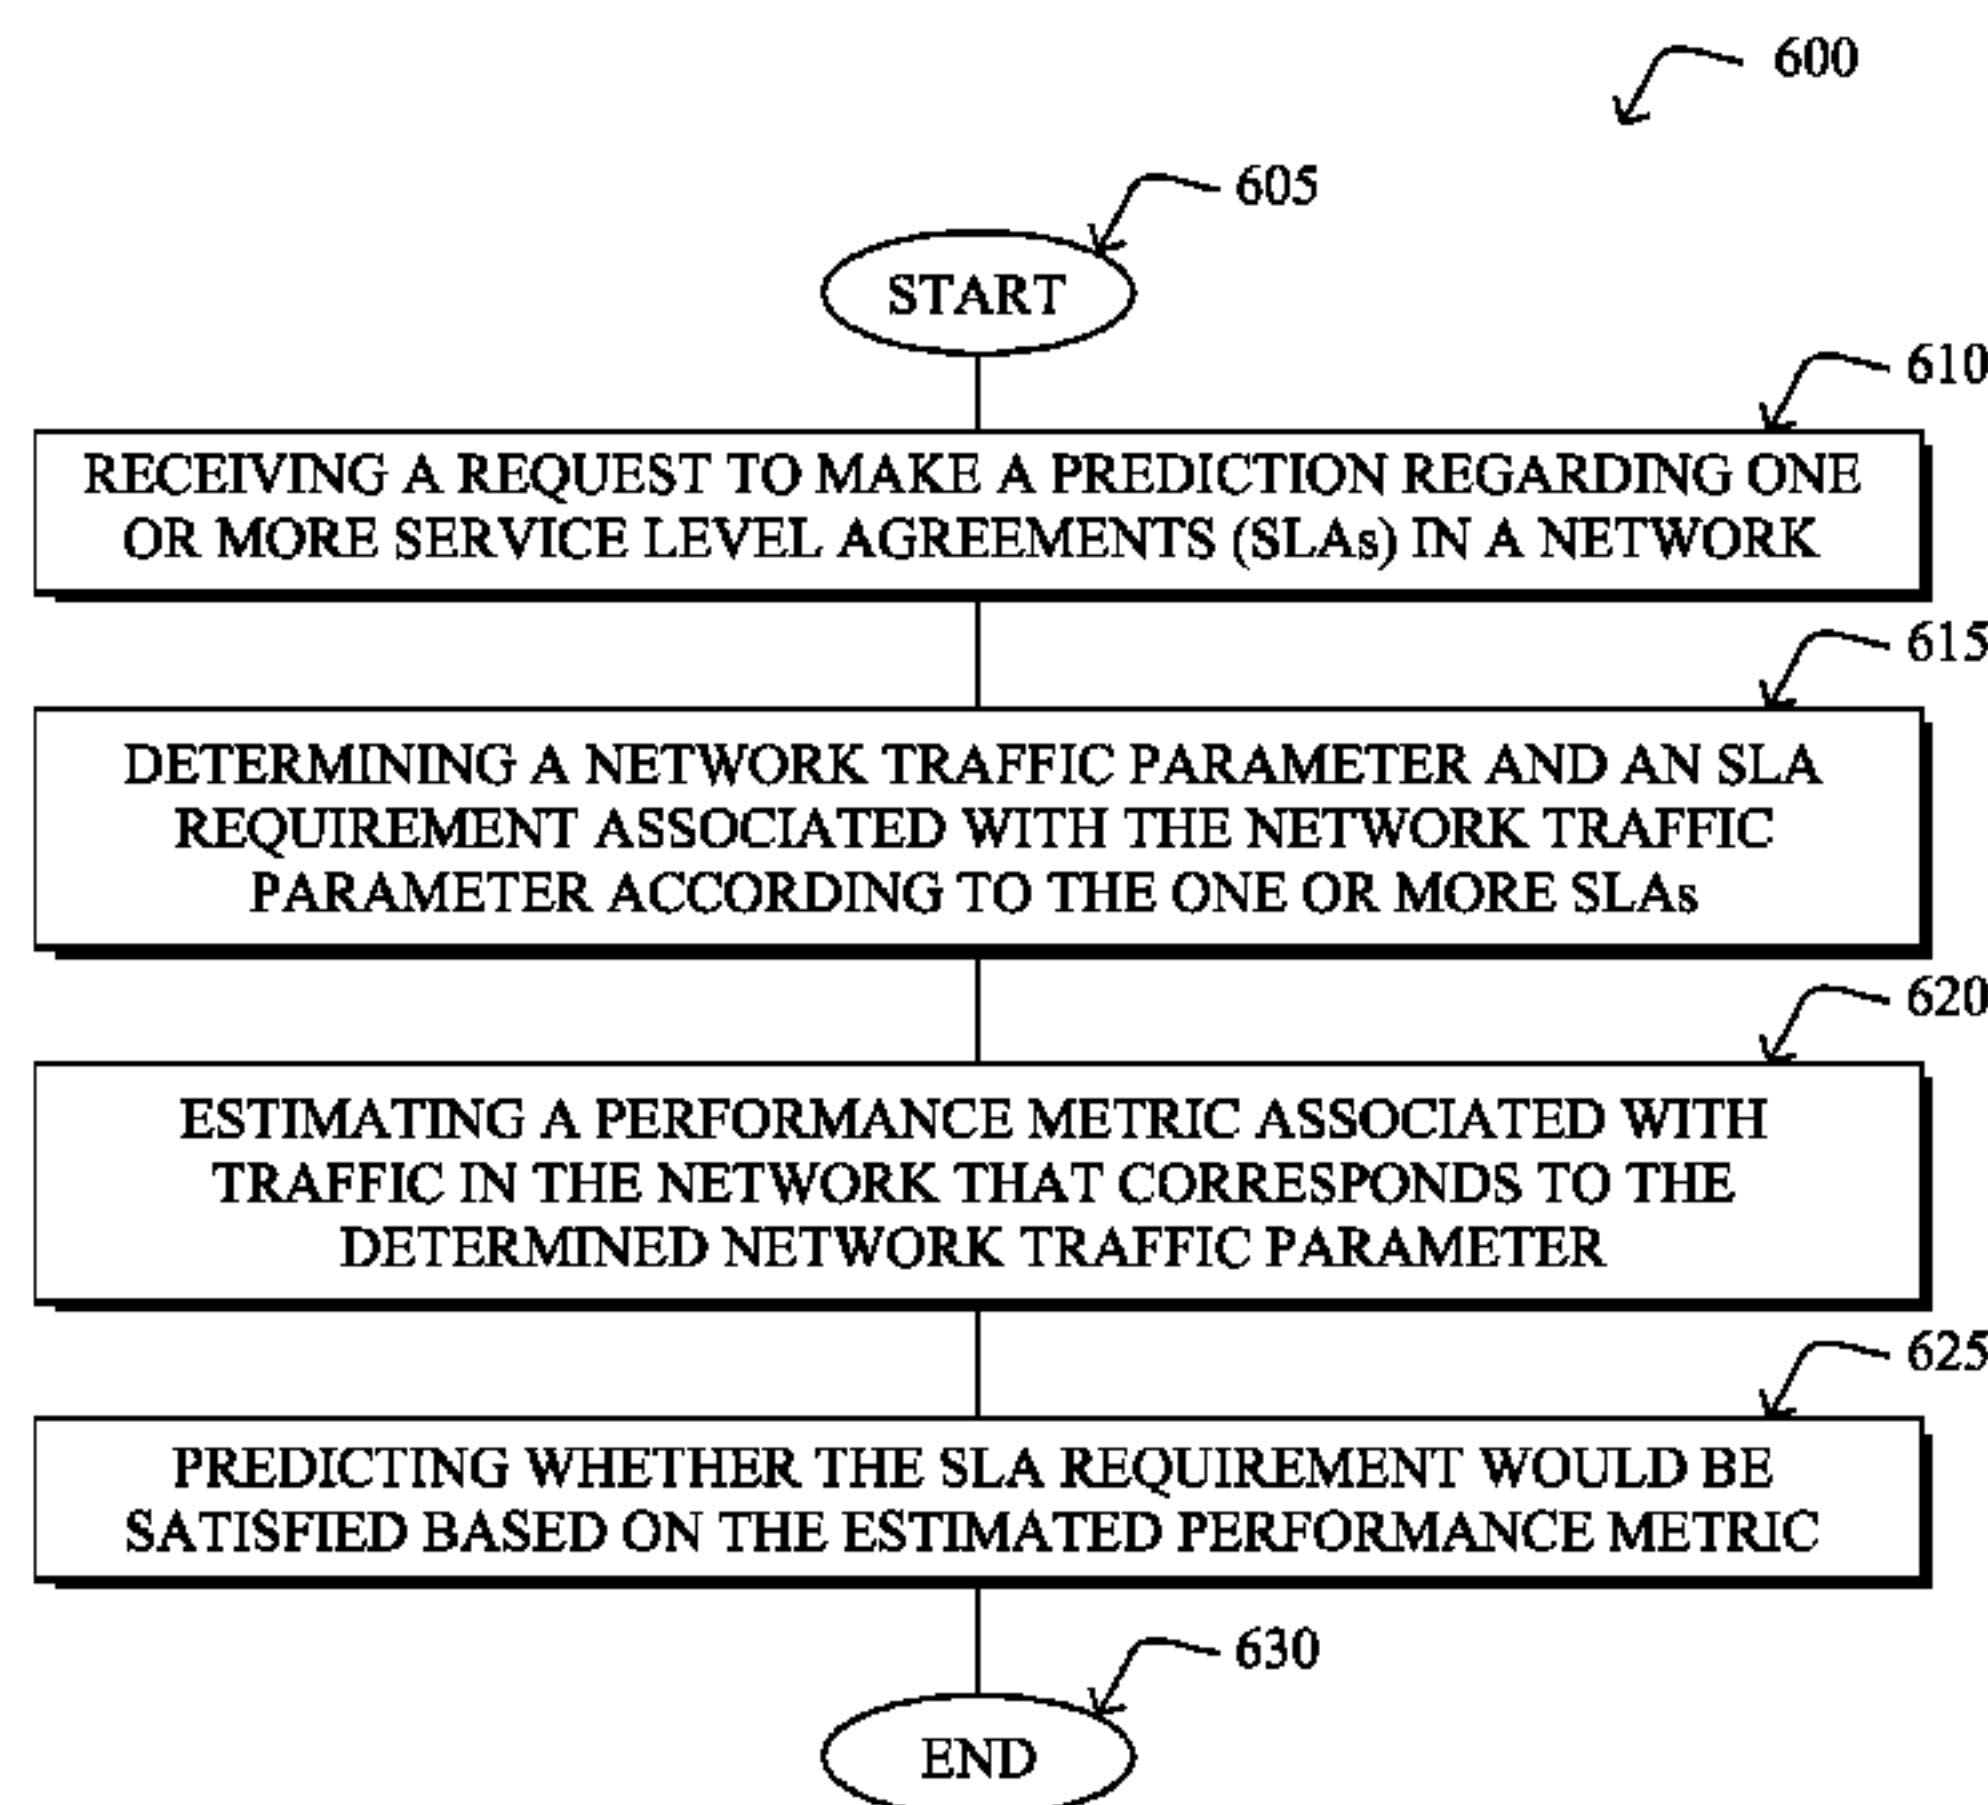 600
605
START
610
RECEIVING A REQUEST TO MAKE A PREDICTION REGARDING ONE
OR MORE SERVICE LEVEL AGREEMENTS (SLAs) IN A NETWORK
615
DETERMINING A NETWORK TRAFFIC PARAMETER AND AN SLA
REQUIREMENT ASSOCIATED WITH THE NETWORK TRAFFIC
PARAMETER ACCORDING TO THE ONE OR MORE SLAs
620
ESTIMATING A PERFORMANCE METRIC ASSOCIATED WITH
TRAFFIC IN THE NETWORK THAT CORRESPONDS TO THE
DETERMINED NETWORK TRAFFIC PARAMETER
625
PREDICTING WHETHER THE SLA REQUIREMENT WOULD BE
SATISFIED BASED ON THE ESTIMATED PERFORMANCE METRIC
630
END